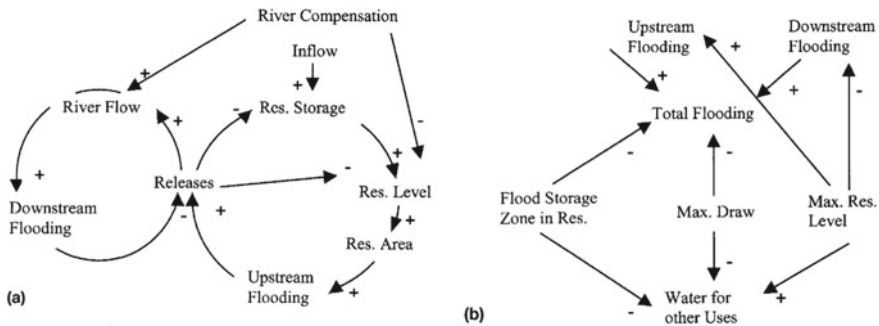 River Compensation
Inflow
+
+
River Flow
-
Res. Storage
+
-
+
-
+
Releases
Res. Level
-
+
+
Downstream
Flooding
Res. Area
Upstream
Flooding
+
(a)
Upstream
Flooding
Downstream
Flooding
+
+
+
-
Total Flooding
-
-
Flood Storage
Zone in Res.
Max. Draw
Max. Res.
Level
-
-
+
Water for
other Uses
(b)